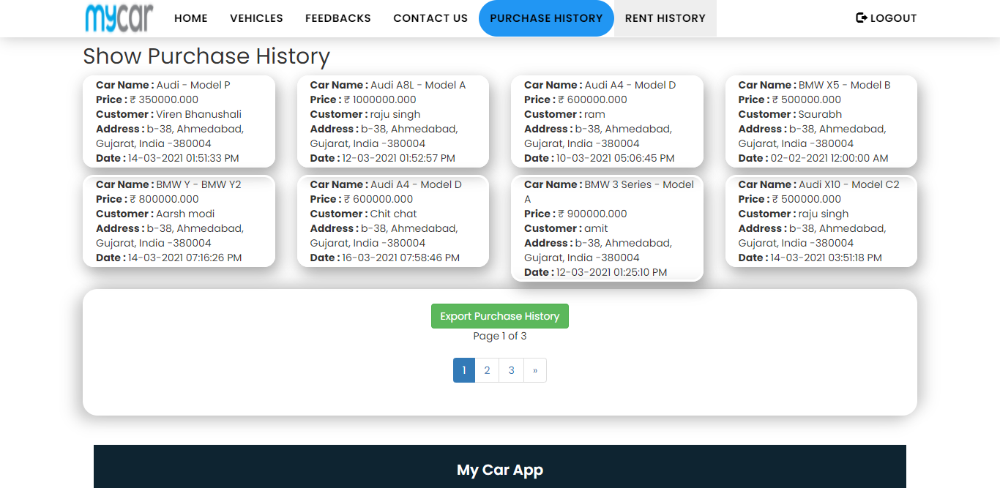 mycar
HOME
VEHICLES
FEEDBACKS
CONTACT US
PURCHASE HISTORY
RENT HISTORY
LOGOUT
Show Purchase History
Car Name : Audi - Model P
Price : ₹ 350000.000
Customer : Viren Bhanushali
Address : b-38, Ahmedabad,
Gujarat, India -380004
Date : 14-03-2021 01:51:33 PM
Car Name : Audi A8L - Model A
Price : ₹ 1000000.000
Customer : raju singh
Address : b-38, Ahmedabad,
Gujarat, India -380004
Date : 12-03-2021 01:52:57 PM
Car Name : Audi A4 - Model D
Price : ₹ 600000.000
Customer : ram
Address : b-38, Ahmedabad,
Gujarat, India -380004
Date : 10-03-2021 05:06:45 PM
Car Name : BMW X5 - Model B
Price : ₹ 500000.000
Customer : Saurabh
Address : b-38, Ahmedabad,
Gujarat, India -380004
Date : 02-02-2021 12:00:00 AM
Car Name : BMW Y - BMW Y2
Price : ₹ 800000.000
Customer : Aarsh modi
Address : b-38, Ahmedabad,
Gujarat, India -380004
Date : 14-03-2021 07:16:26 PM
Car Name : Audi A4 - Model D
Price : ₹ 600000.000
Customer : Chit chat
Address : b-38, Ahmedabad,
Gujarat, India -380004
Date : 16-03-2021 07:58:46 PM
Car Name : BMW 3 Series - Model
A
Price : ₹ 900000.000
Customer : amit
Address : b-38, Ahmedabad,
Gujarat, India -380004
Date : 12-03-2021 01:25:10 PM
Car Name : Audi X10 - Model C2
Price : ₹ 500000.000
Customer : raju singh
Address : b-38, Ahmedabad,
Gujarat, India -380004
Date : 14-03-2021 03:51:18 PM
Export Purchase History
Page 1 of 3
1 2 3 »
My Car App